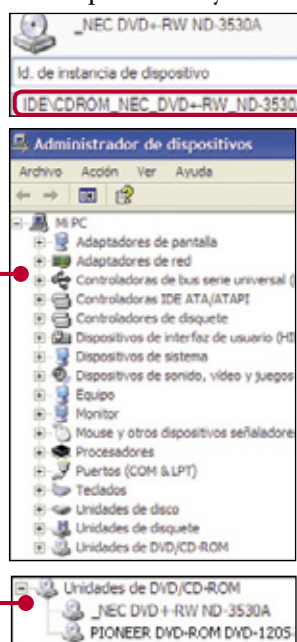 _NEC DVD+-RW ND-3530A
Id. de instancia de dispositivo
IDE\CDROM_NEC_DVD+-RW_ND-3530
Administrador de dispositivos
Archivo Acción Ver Ayuda
MI PC
Adaptadores de pantalla
Adaptadores de red
Controladoras de bus serie universal (
Controladoras IDE ATA/ATAPI
Controladores de disquete
Dispositivos de interfaz de usuario (HI
Dispositivos de sistema
Dispositivos de sonido, vídeo y juegos
Equipo
Monitor
Mouse y otros dispositivos señaladore
Procesadores
Puertos (COM & LPT)
Teclados
Unidades de disco
Unidades de disquete
Unidades de DVD/CD-ROM
Unidades de DVD/CD-ROM
_NEC DVD+-RW ND-3530A
PIONEER DVD-ROM DVD-120S